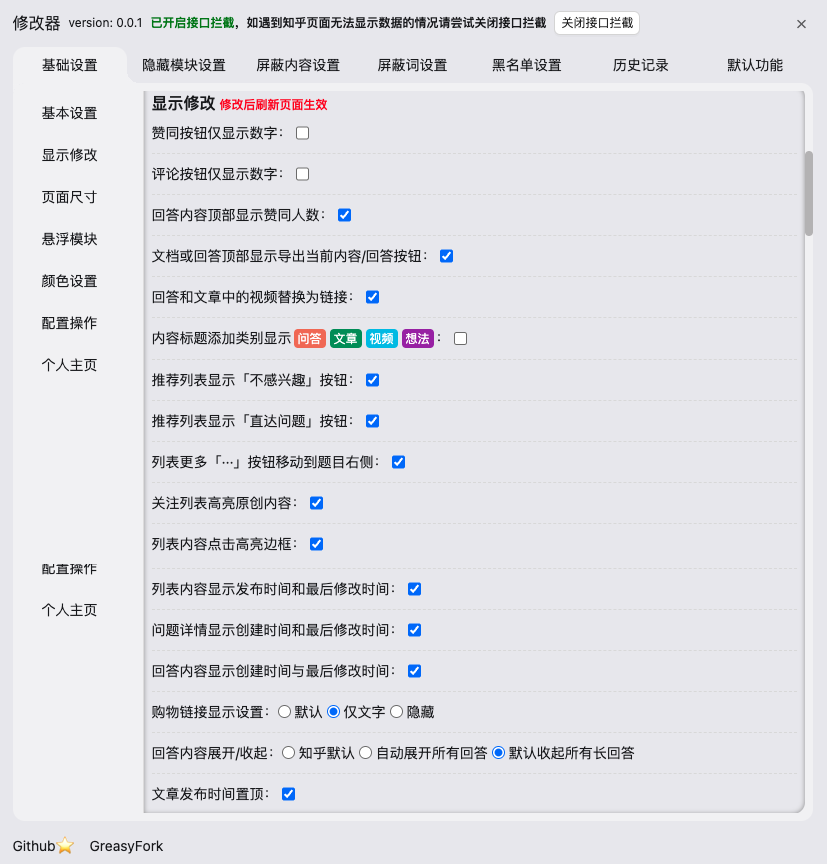 修改器 version: 0.0.1 已开启接口拦截，如遇到知乎页面无法显示数据的情况请尝试关闭接口拦截 关闭接口拦截 ×
基础设置 隐藏模块设置 屏蔽内容设置 屏蔽词设置 黑名单设置 历史记录 默认功能
基本设置
显示修改
页面尺寸
悬浮模块
颜色设置
配置操作
个人主页
配置操作
个人主页
显示修改 修改后刷新页面生效
赞同按钮仅显示数字：
评论按钮仅显示数字：
回答内容顶部显示赞同人数：
文档或回答顶部显示导出当前内容/回答按钮：
回答和文章中的视频替换为链接：
内容标题添加类别显示 问答 文章 视频 想法：
推荐列表显示「不感兴趣」按钮：
推荐列表显示「直达问题」按钮：
列表更多「···」按钮移动到题目右侧：
关注列表高亮原创内容：
列表内容点击高亮边框：
列表内容显示发布时间和最后修改时间：
问题详情显示创建时间和最后修改时间：
回答内容显示创建时间与最后修改时间：
购物链接显示设置： 默认 仅文字 隐藏
回答内容展开/收起： 知乎默认 自动展开所有回答 默认收起所有长回答
文章发布时间置顶：
Github⭐ GreasyFork